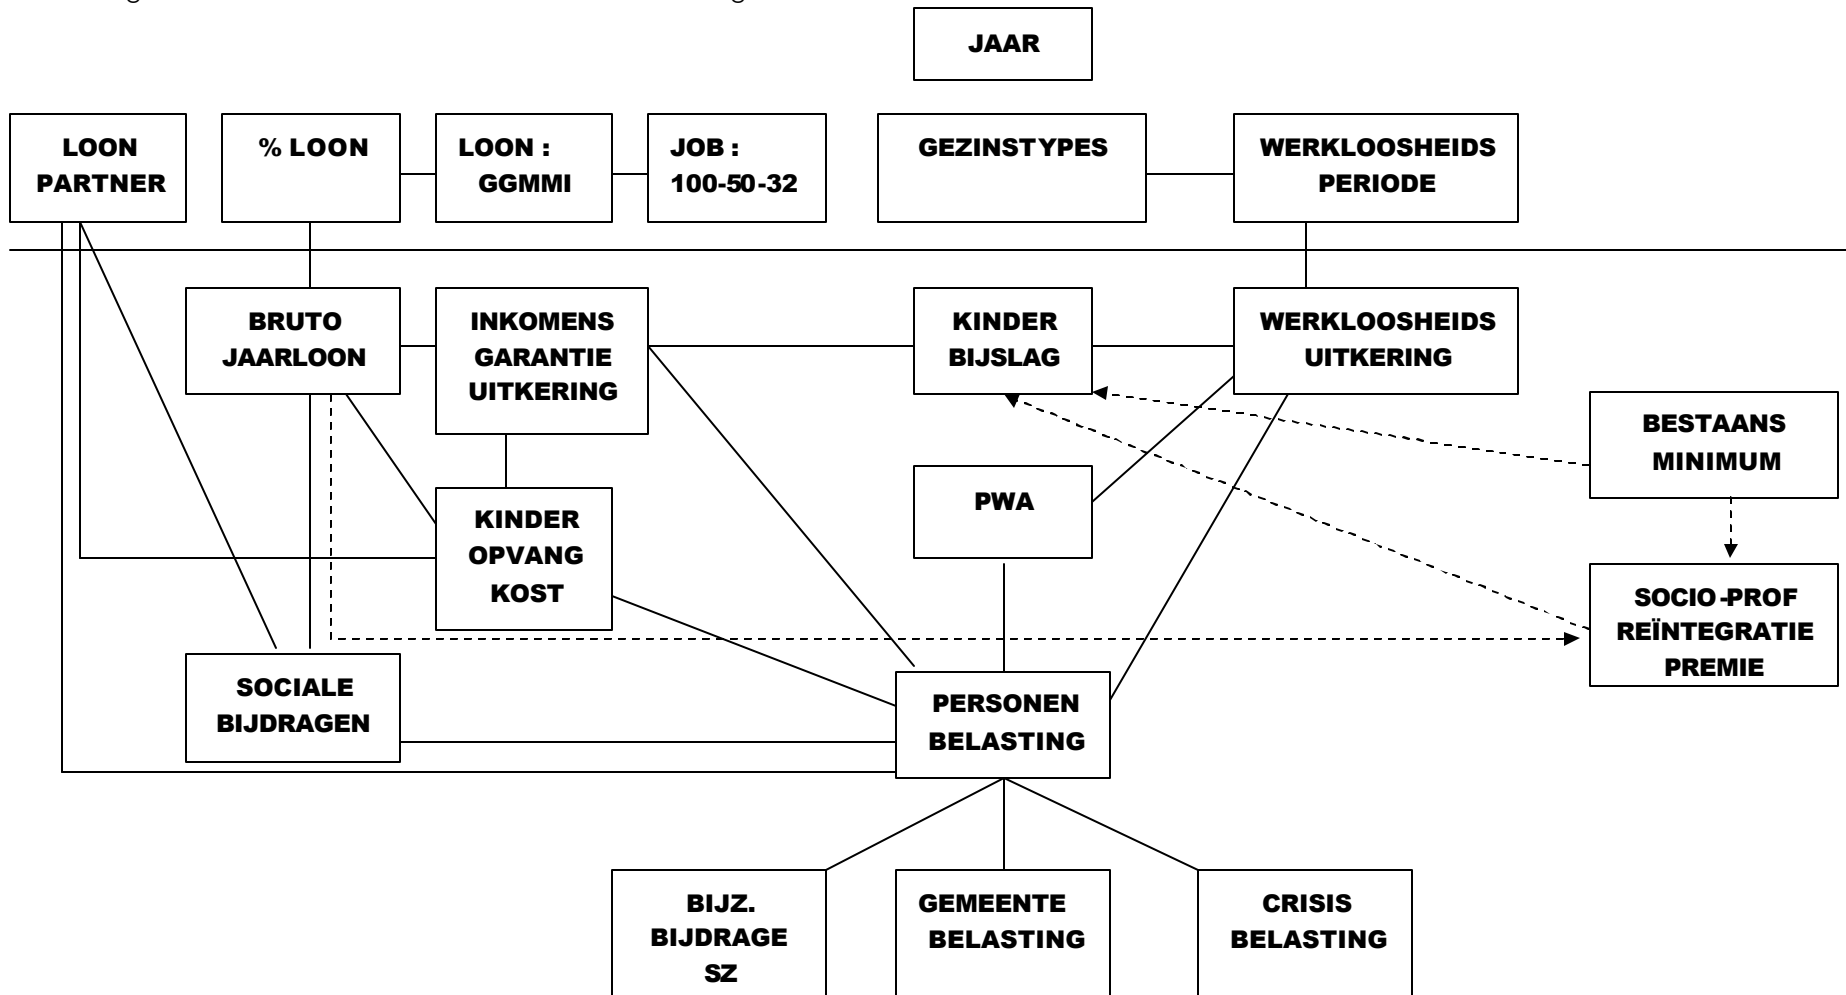 JAAR
LOON
PARTNER
% LOON
LOON :
GGMMI
JOB :
100-50-32
GEZINSTYPES
WERKLOOSHEIDS
PERIODE
BRUTO
JAARLOON
INKOMENS
GARANTIE
UITKERING
KINDER
BIJSLAG
WERKLOOSHEIDS
UITKERING
BESTAANS
MINIMUM
PWA
KINDER
OPVANG
KOST
SOCIO-PROF
REÏNTEGRATIE
PREMIE
SOCIALE
BIJDRAGEN
PERSONEN
BELASTING
BIJZ.
BIJDRAGE
SZ
GEMEENTE
BELASTING
CRISIS
BELASTING